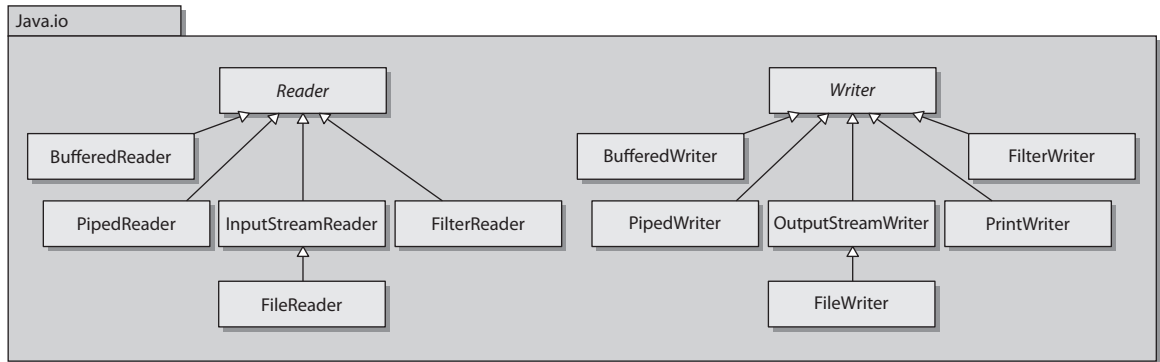 Java.io
Reader
Writer
BufferedReader
BufferedWriter
FilterWriter
PipedReader
InputStreamReader
FilterReader
PipedWriter
OutputStreamWriter
PrintWriter
FileReader
FileWriter